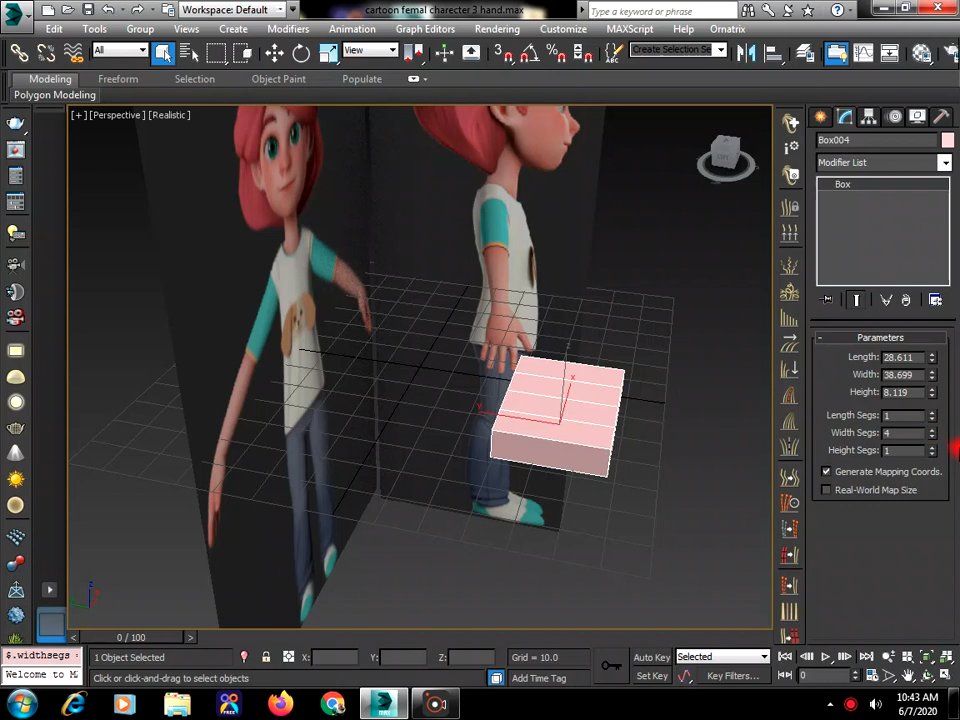 Workspace: Default
cartoon femal charecter 3 hand.max
Type a keyword or phrase
Edit Tools Group Views Create Modifiers Animation Graph Editors Rendering Customize MAXScript Help Ornatrix
All
View
3
Create Selection Se
Modeling Freeform Selection Object Paint Populate
Polygon Modeling
[+] [Perspective] [Realistic]
Box004
Modifier List
Box
- Parameters
Length: 28.611
Width: 38.699
Height: 8.119
Length Segs: 1
Width Segs: 4
Height Segs: 1
Generate Mapping Coords.
Real-World Map Size
x
y
z
< 0 / 100 >
$.widthsegs
Welcome to M
1 Object Selected
Click or click-and-drag to select objects
X: Y: Z:
Grid = 10.0
Add Time Tag
Auto Key
Selected
Set Key
Key Filters...
0
10:43 AM
6/7/2020